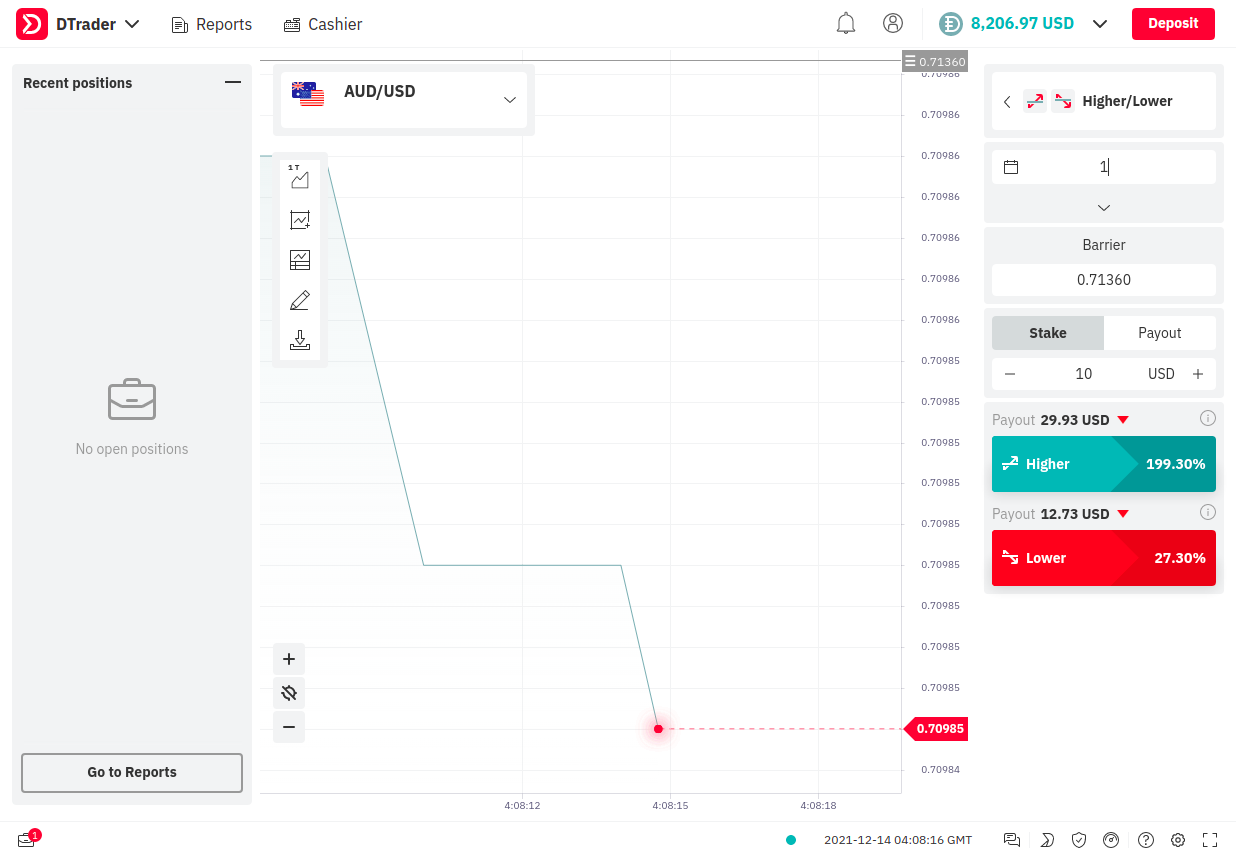 DTrader
Reports
Cashier
8,206.97 USD
Deposit
Recent positions
No open positions
Go to Reports
AUD/USD
1 T
0.71360
0.70986
0.70986
0.70986
0.70986
0.70986
0.70986
0.70986
0.70985
0.70985
0.70985
0.70985
0.70985
0.70985
0.70985
0.70985
0.70985
0.70985
0.70984
4:08:12
4:08:15
4:08:18
Higher/Lower
1
Barrier
0.71360
Stake
Payout
10
USD
Payout 29.93 USD
Higher
199.30%
Payout 12.73 USD
Lower
27.30%
1
2021-12-14 04:08:16 GMT